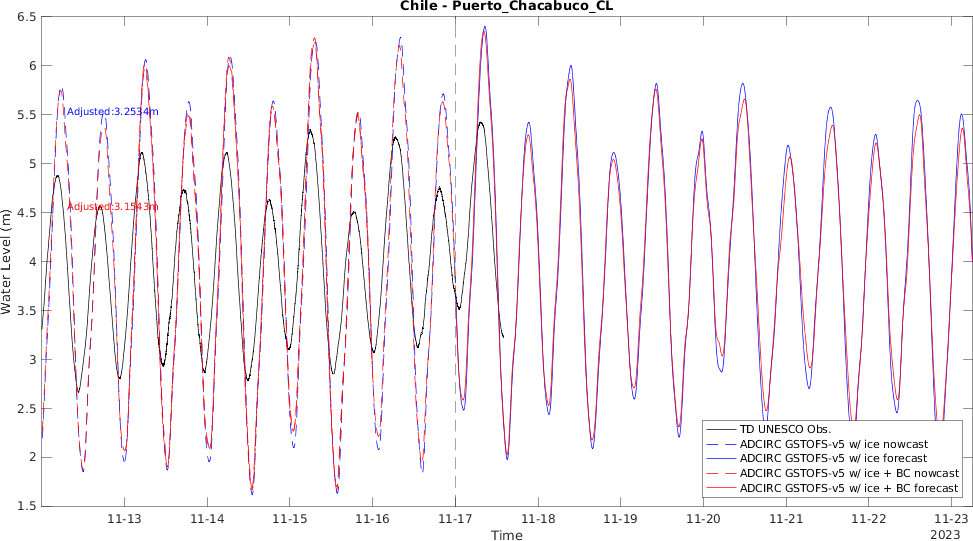 Chile - Puerto_Chacabuco_CL
6.5
6
5.5
5
4.5
4
3.5
3
2.5
2
1.5
Water Level (m)
Adjusted:3.2534m
Adjusted:3.1543m
TD UNESCO Obs.
ADCIRC GSTOFS-v5 w/ ice nowcast
ADCIRC GSTOFS-v5 w/ ice forecast
ADCIRC GSTOFS-v5 w/ ice + BC nowcast
ADCIRC GSTOFS-v5 w/ ice + BC forecast
11-13 11-14 11-15 11-16 11-17 11-18 11-19 11-20 11-21 11-22 11-23
Time
2023